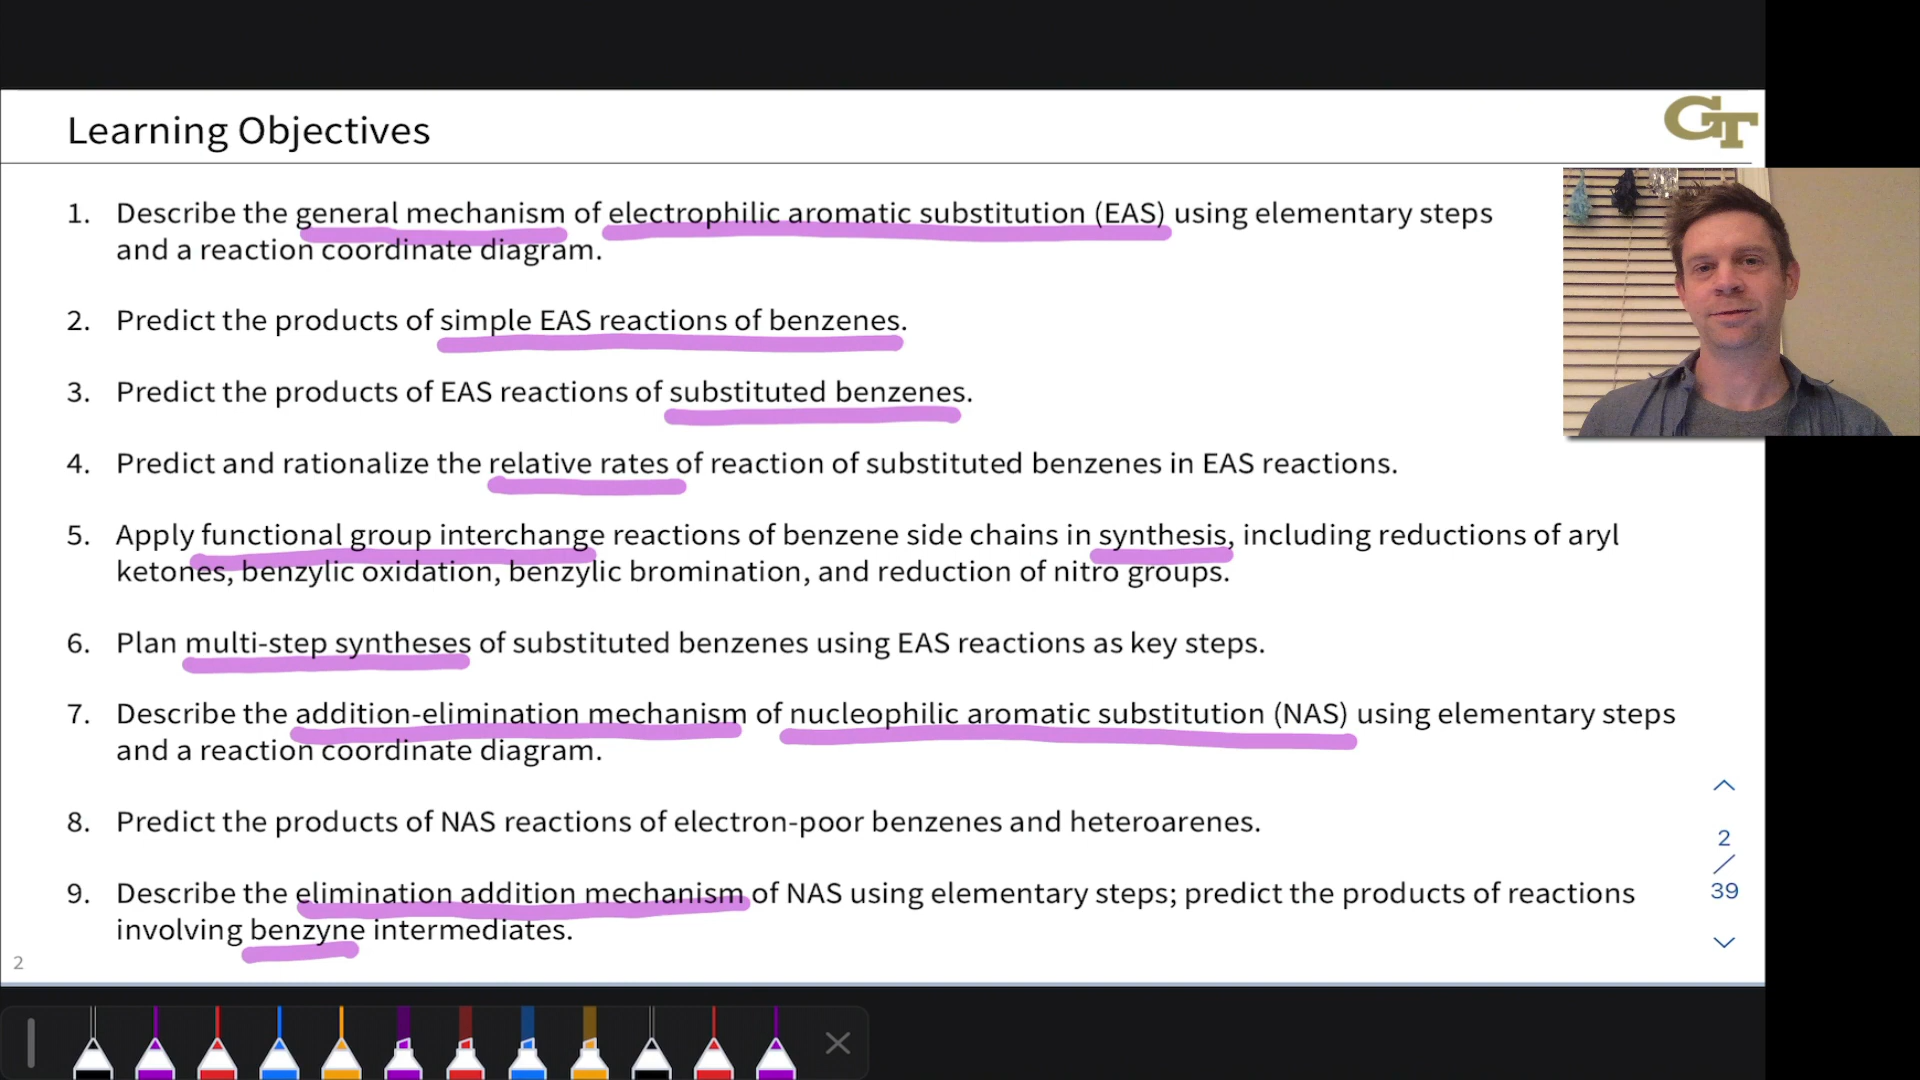 Learning Objectives
GT
1. Describe the general mechanism of electrophilic aromatic substitution (EAS) using elementary steps
and a reaction coordinate diagram.
2. Predict the products of simple EAS reactions of benzenes.
3. Predict the products of EAS reactions of substituted benzenes.
4. Predict and rationalize the relative rates of reaction of substituted benzenes in EAS reactions.
5. Apply functional group interchange reactions of benzene side chains in synthesis, including reductions of aryl
ketones, benzylic oxidation, benzylic bromination, and reduction of nitro groups.
6. Plan multi-step syntheses of substituted benzenes using EAS reactions as key steps.
7. Describe the addition-elimination mechanism of nucleophilic aromatic substitution (NAS) using elementary steps
and a reaction coordinate diagram.
8. Predict the products of NAS reactions of electron-poor benzenes and heteroarenes.
9. Describe the elimination addition mechanism of NAS using elementary steps; predict the products of reactions
involving benzyne intermediates.
2
/
39
2